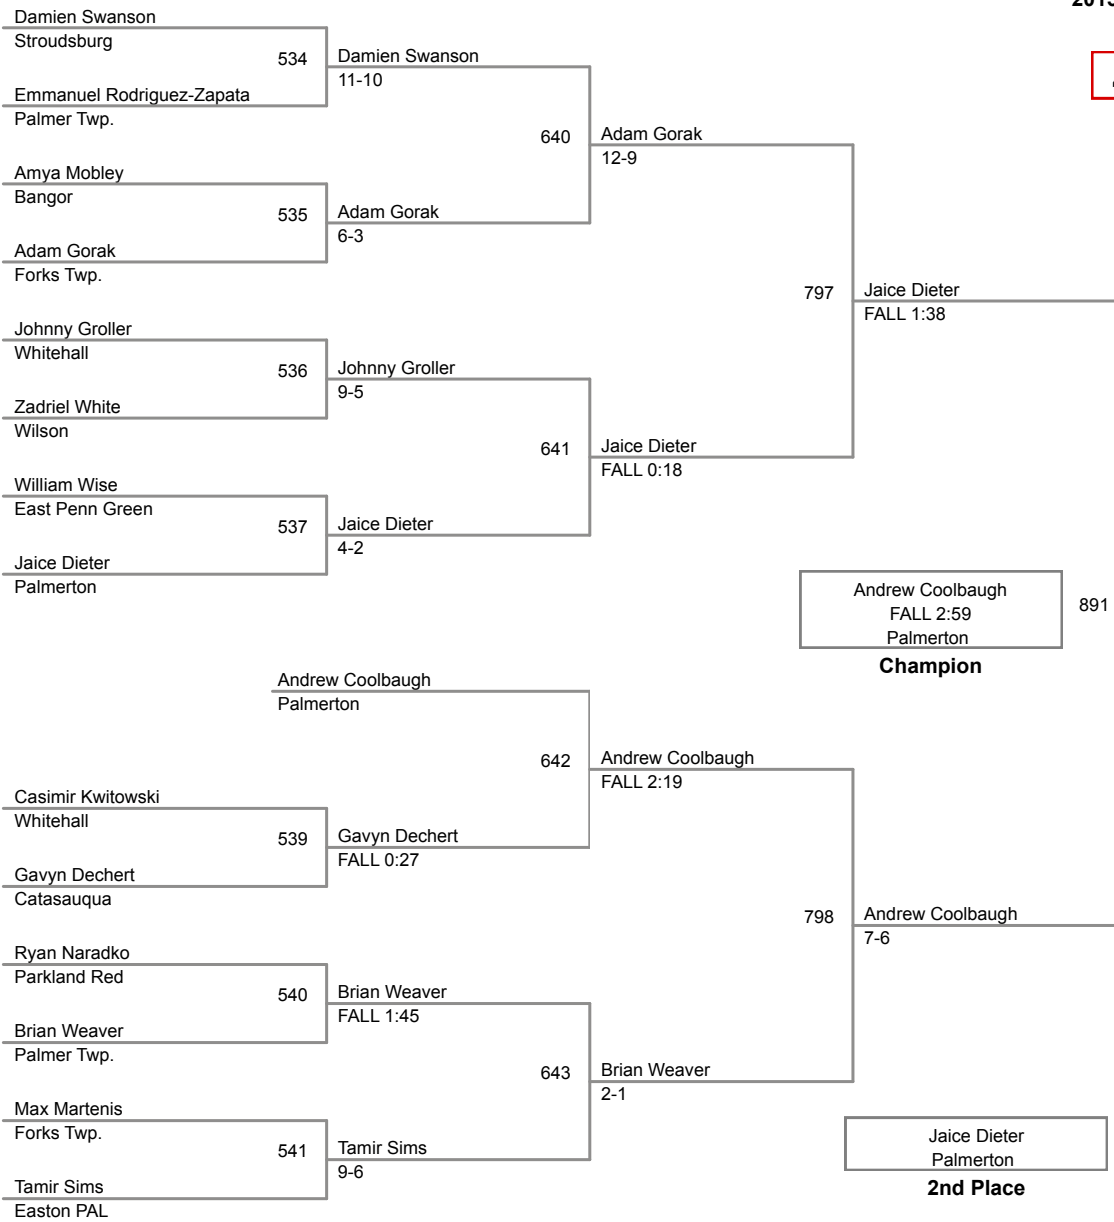 2015
Damien Swanson
Stroudsburg
534
Damien Swanson
11-10
Emmanuel Rodriguez-Zapata
Palmer Twp.
640
Adam Gorak
12-9
Amya Mobley
Bangor
535
Adam Gorak
6-3
Adam Gorak
Forks Twp.
797
Jaice Dieter
FALL 1:38
Johnny Groller
Whitehall
536
Johnny Groller
9-5
Zadriel White
Wilson
641
Jaice Dieter
FALL 0:18
William Wise
East Penn Green
537
Jaice Dieter
4-2
Jaice Dieter
Palmerton
Andrew Coolbaugh
FALL 2:59
Palmerton
891
Champion
Andrew Coolbaugh
Palmerton
642
Andrew Coolbaugh
FALL 2:19
Casimir Kwitowski
Whitehall
539
Gavyn Dechert
FALL 0:27
Gavyn Dechert
Catasauqua
798
Andrew Coolbaugh
7-6
Ryan Naradko
Parkland Red
540
Brian Weaver
FALL 1:45
Brian Weaver
Palmer Twp.
643
Brian Weaver
2-1
Max Martenis
Forks Twp.
541
Tamir Sims
9-6
Tamir Sims
Easton PAL
Jaice Dieter
Palmerton
2nd Place